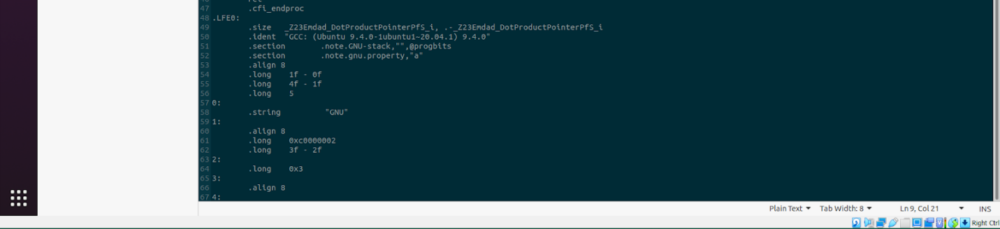 46 ret
47 .cfi_endproc
48 .LFE0:
49 .size _Z23Emdad_DotProductPointerPfS_i, .-_Z23Emdad_DotProductPointerPfS_i
50 .ident "GCC: (Ubuntu 9.4.0-1ubuntu1~20.04.1) 9.4.0"
51 .section .note.GNU-stack,"",@progbits
52 .section .note.gnu.property,"a"
53 .align 8
54 .long 1f - 0f
55 .long 4f - 1f
56 .long 5
57 0:
58 .string "GNU"
59 1:
60 .align 8
61 .long 0xc0000002
62 .long 3f - 2f
63 2:
64 .long 0x3
65 3:
66 .align 8
67 4:
Plain Text Tab Width: 8 Ln 9, Col 21 INS
Right Ctrl